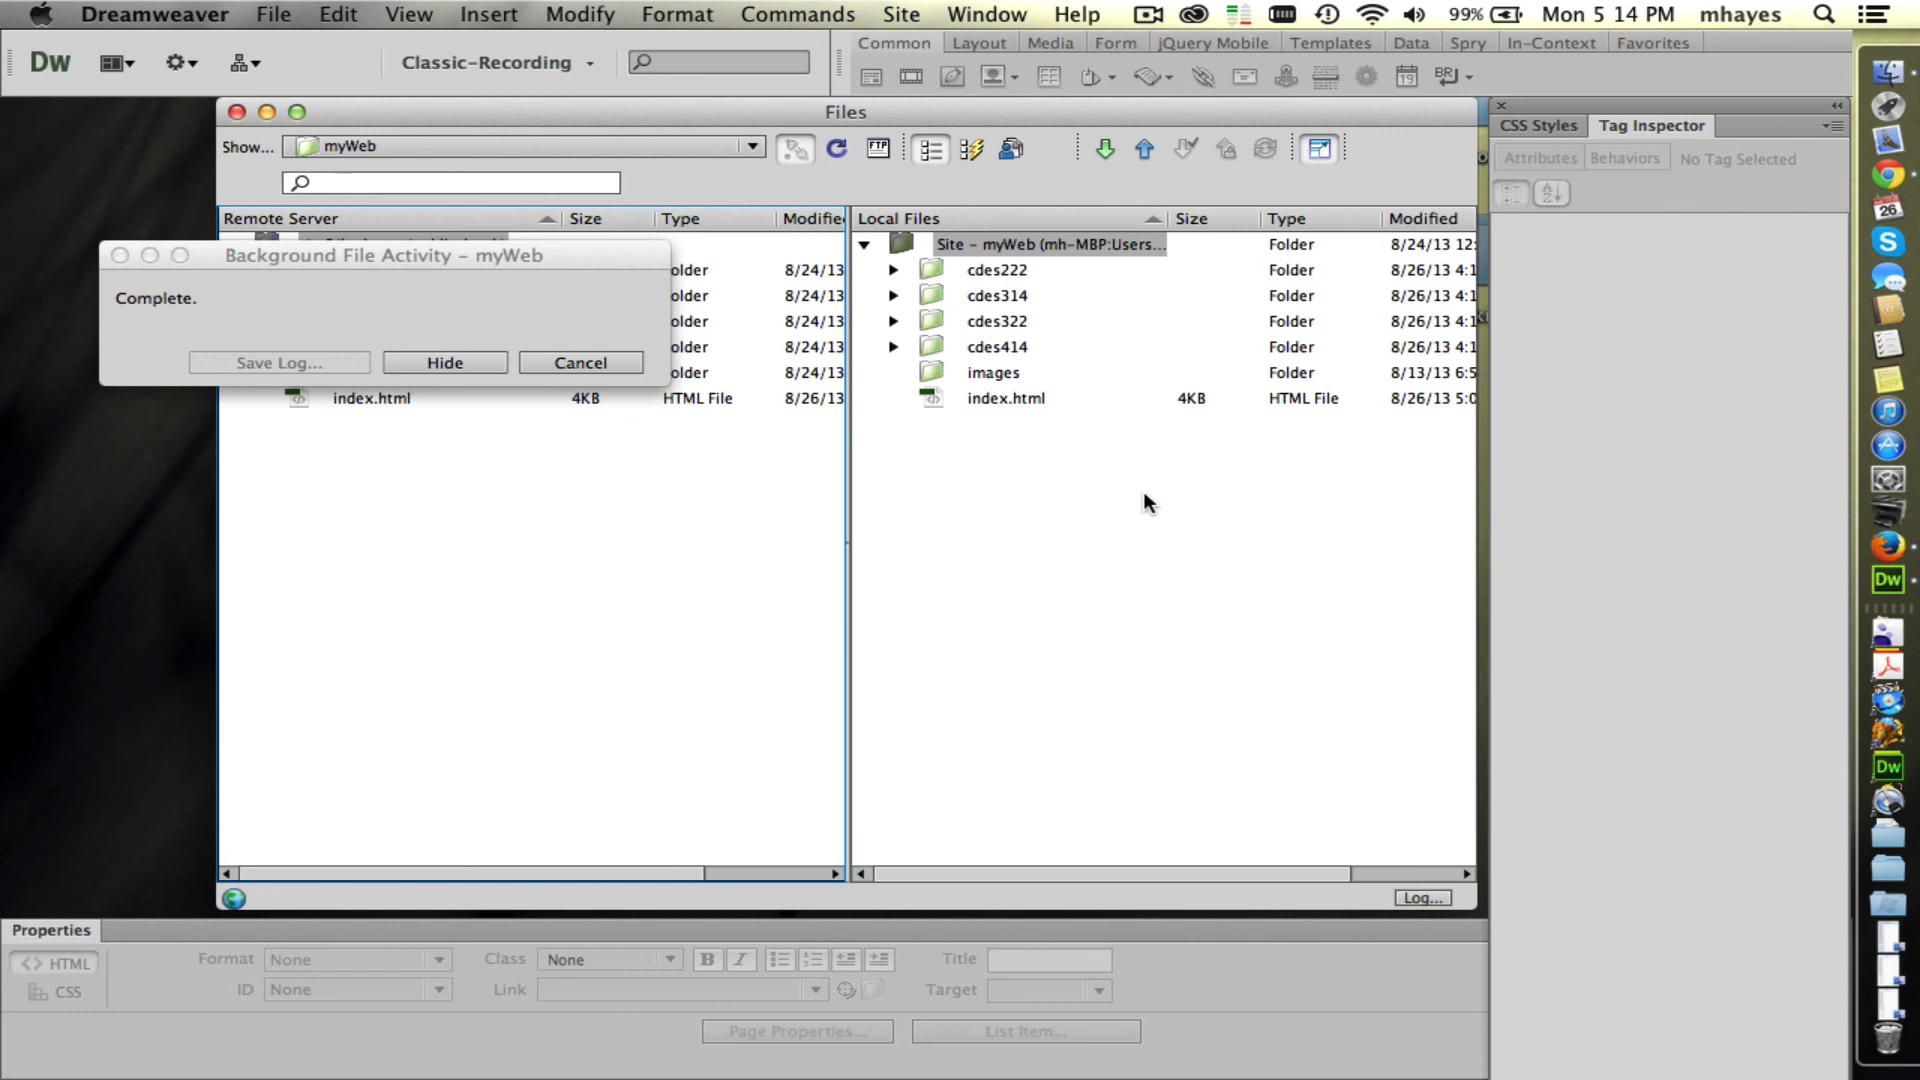 Dreamweaver File Edit View Insert Modify Format Commands Site Window Help 99% Mon 5 14 PM mhayes
Dw Classic-Recording
Common Layout Media Form jQuery Mobile Templates Data Spry In-Context Favorites
19 BRJ
Files
Show... myWeb
FTP
Remote Server Size Type Modifie
Local Files Size Type Modified
Site – myWeb (mh-MBP:Users... Folder 8/24/13 12:
cdes222 Folder 8/26/13 4:1
cdes314 Folder 8/26/13 4:1
cdes322 Folder 8/26/13 4:1
cdes414 Folder 8/26/13 4:1
images Folder 8/13/13 6:5
index.html 4KB HTML File 8/26/13 5:0
Background File Activity – myWeb
Complete.
Save Log... Hide Cancel
older 8/24/13
older 8/24/13
older 8/24/13
older 8/24/13
older 8/24/13
index.html 4KB HTML File 8/26/13
Log...
CSS Styles Tag Inspector
Attributes Behaviors No Tag Selected
26
Dw
Dw
Properties
<> HTML Format None Class None B I Title
CSS ID None Link Target
Page Properties... List Item...